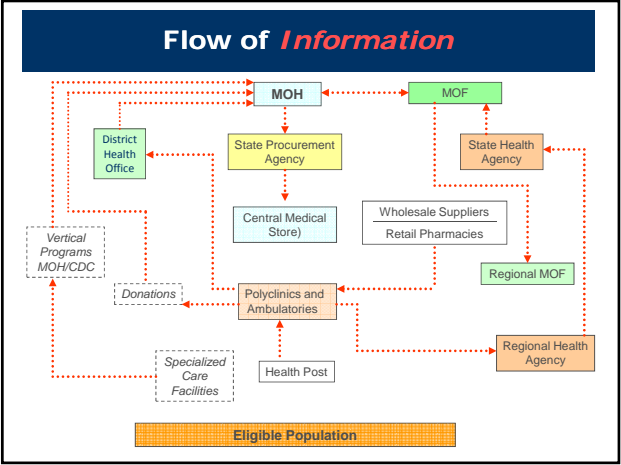 Flow of Information
MOH
MOF
District
Health
Office
State Procurement
Agency
State Health
Agency
Central Medical
Store)
Wholesale Suppliers
Retail Pharmacies
Vertical
Programs
MOH/CDC
Regional MOF
Donations
Polyclinics and
Ambulatories
Regional Health
Agency
Specialized
Care
Facilities
Health Post
Eligible Population